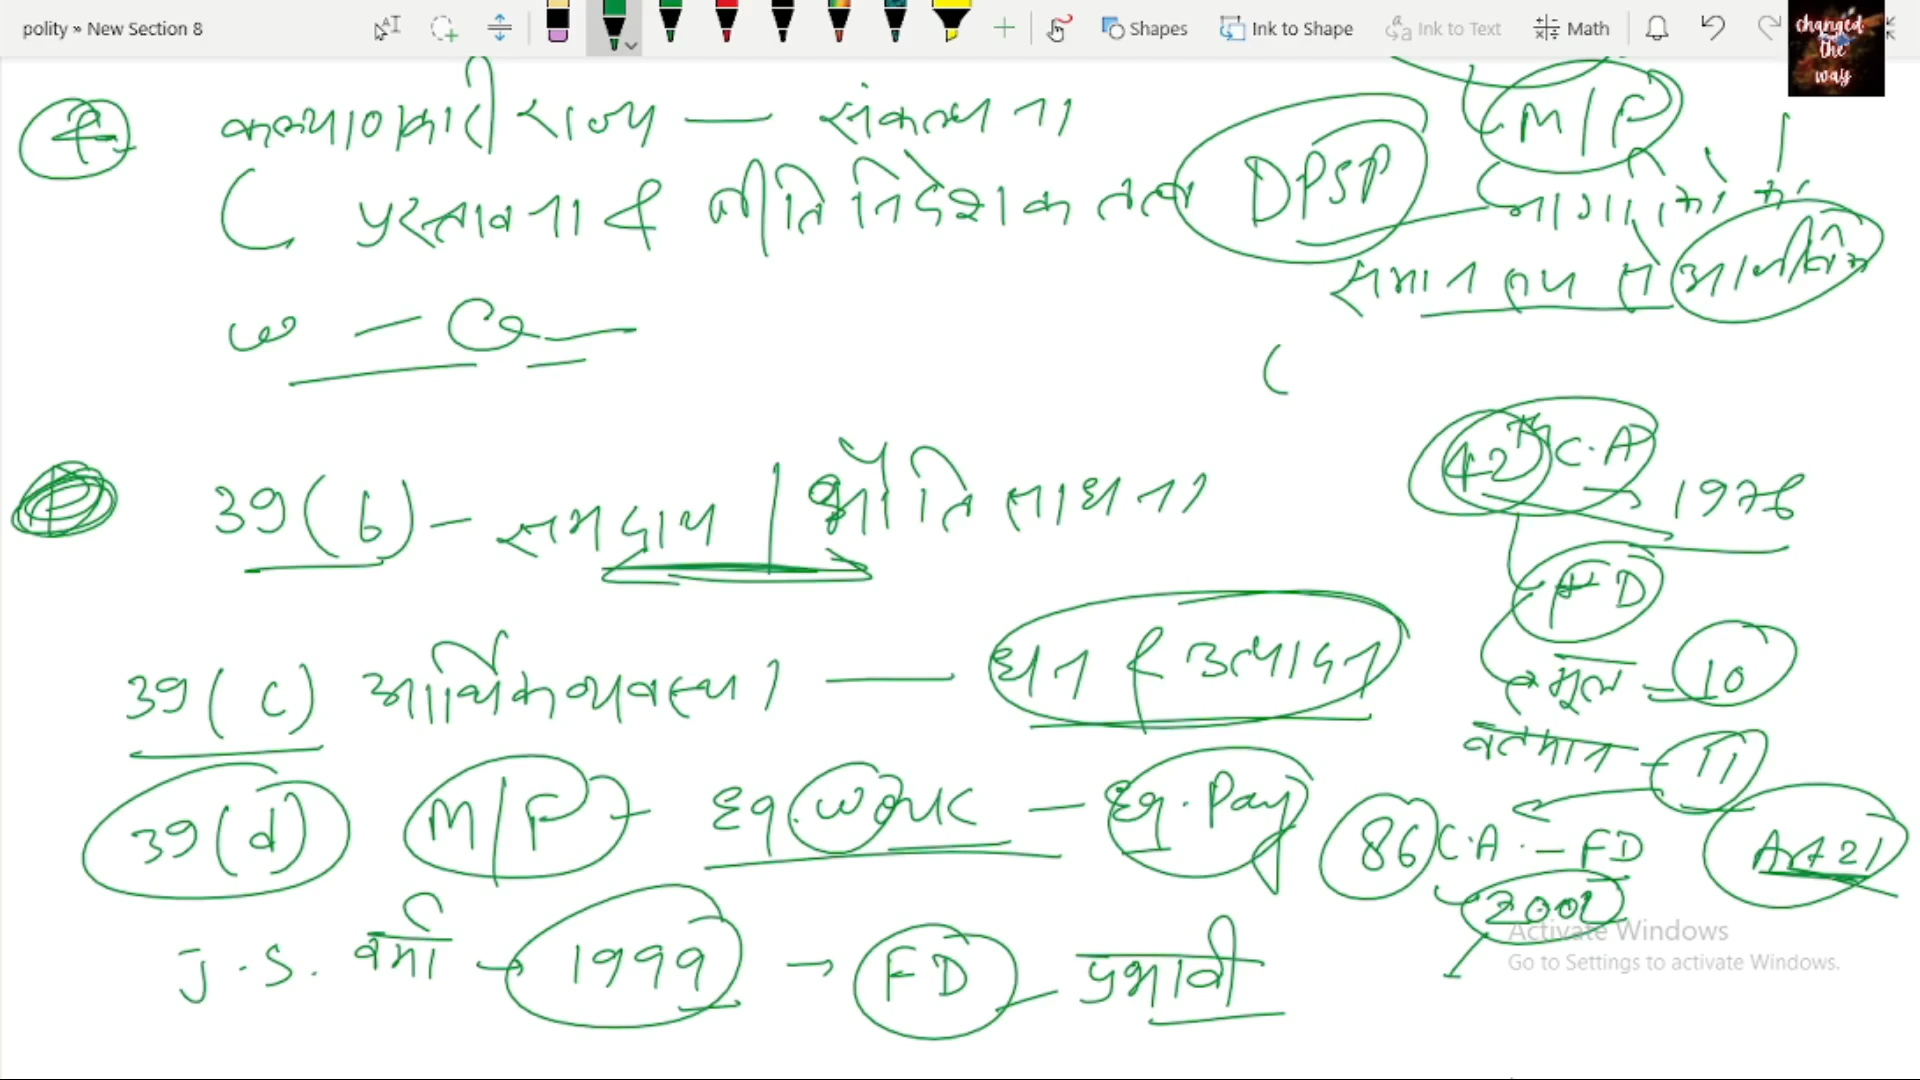 polity » New Section 8
Shapes
Ink to Shape
Ink to Text
Math
changed
the
way
M/F
कल्याणकारी राज्य — संकल्पना
( प्रस्तावना & नीति निदेशक तत्व DPSP
समान रूप से
(
39(b) - समुदाय | भौति साधना
42th C.A → 1976
FD
मूल = 10
वर्तमान - 11
39(c) आर्थिक व्यवस्था — धन & उत्पादन
39(d) M/F - Eq. Work — Eq. Pay
86 C.A. - FD
Art 21
2002
J.S. वर्मा → 1999 → FD - प्रभावी
Activate Windows
Go to Settings to activate Windows.